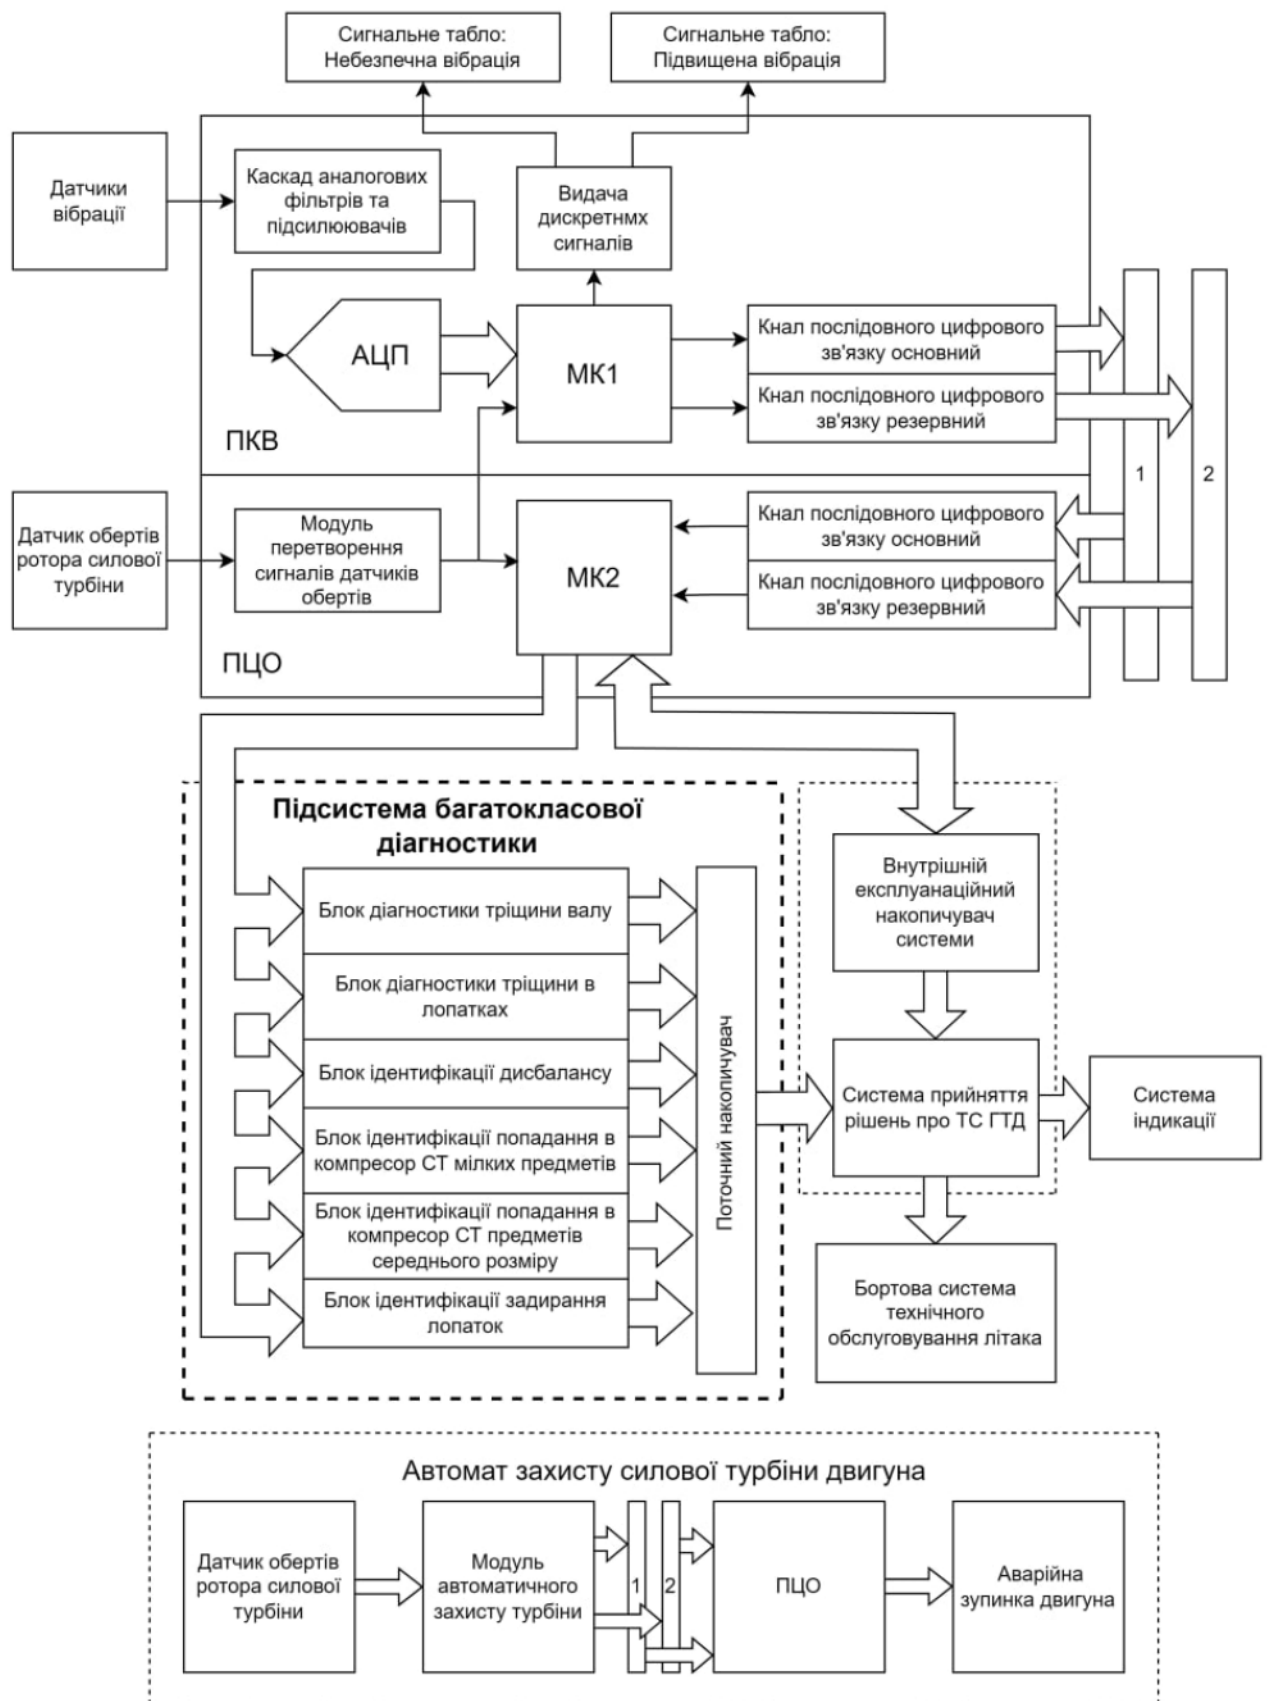 Сигнальне табло:
Небезпечна вібрація
Сигнальне табло:
Підвищена вібрація
Датчики
вібрації
Каскад аналогових
фільтрів та
підсилюювачів
Видача
дискретнмх
сигналів
АЦП
МК1
Кнал послідовного цифрового
зв'язку основний
Кнал послідовного цифрового
зв'язку резервний
ПКВ
1
2
Датчик обертів
ротора силової
турбіни
Модуль
перетворення
сигналів датчиків
обертів
МК2
Кнал послідовного цифрового
зв'язку основний
Кнал послідовного цифрового
зв'язку резервний
ПЦО
Підсистема багатокласової
діагностики
Блок діагностики тріщини валу
Блок діагностики тріщини в
лопатках
Блок ідентифікації дисбалансу
Блок ідентифікації попадання в
компресор СТ мілких предметів
Блок ідентифікації попадання в
компресор СТ предметів
середнього розміру
Блок ідентифікації задирання
лопаток
Поточний накопичувач
Внутрішній
експлуанаційний
накопичувач
системи
Система прийняття
рішень про ТС ГТД
Система
індикації
Бортова система
технічного
обслуговування літака
Автомат захисту силової турбіни двигуна
Датчик обертів
ротора силової
турбіни
Модуль
автоматичного
захисту турбіни
1
2
ПЦО
Аварійна
зупинка двигуна